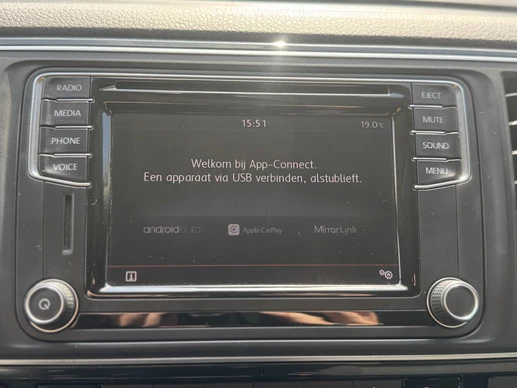 RADIO
MEDIA
PHONE
VOICE
15:51
19.0°C
Welkom bij App-Connect.
Een apparaat via USB verbinden, alstublieft.
androidauto
Apple CarPlay
MirrorLink
EJECT
MUTE
SOUND
MENU